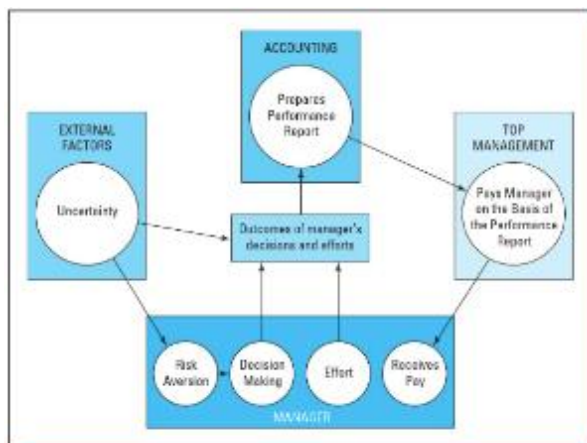 ACCOUNTING
Prepares
Performance
Report
EXTERNAL
FACTORS
Uncertainty
TOP
MANAGEMENT
Pays Manager
on the Basis of
the Performance
Report
Outcomes of manager's
decisions and efforts
Risk
Aversion
Decision
Making
Effort
Receives
Pay
MANAGER